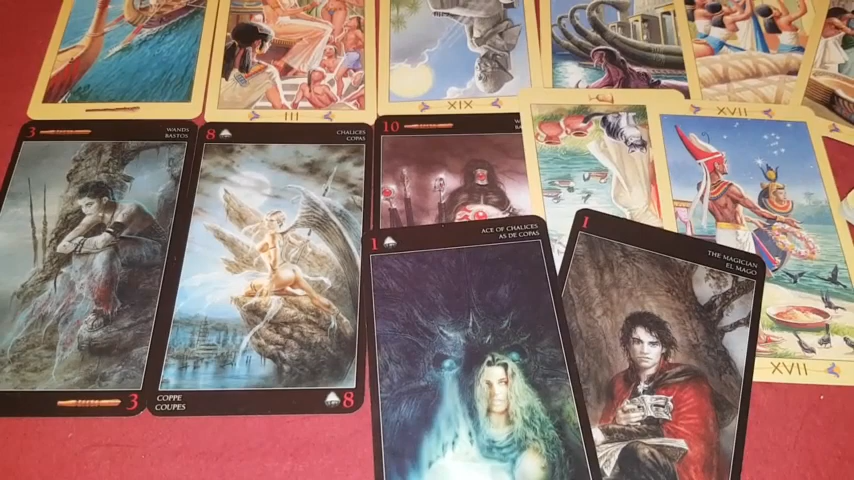 III
XIX
XVII
3
WANDS
BASTOS
8
CHALICES
COPAS
10
3
COPPE
COUPES
8
1
ACE OF CHALICES
AS DE COPAS
I
THE MAGICIAN
EL MAGO
XVII